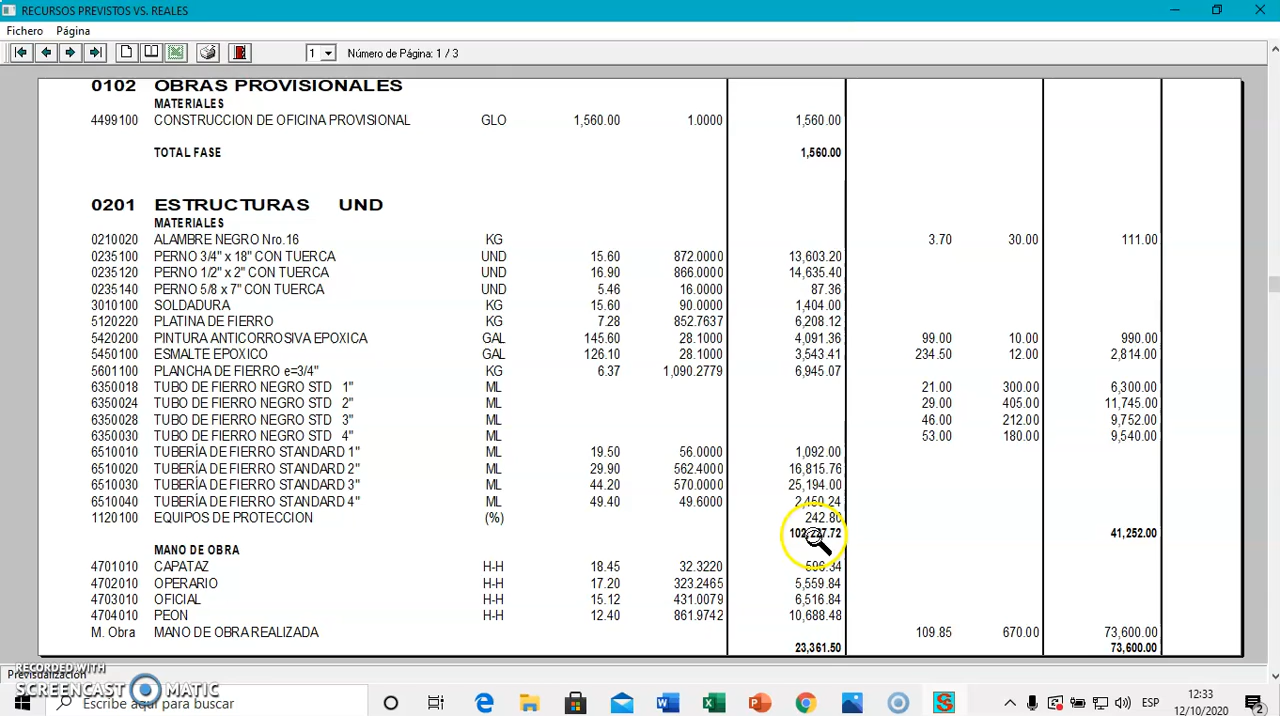 RECURSOS PREVISTOS VS. REALES
Fichero Página
1 Número de Página: 1 / 3
0102 OBRAS PROVISIONALES
MATERIALES
4499100 CONSTRUCCION DE OFICINA PROVISIONAL GLO 1,560.00 1.0000 1,560.00
TOTAL FASE 1,560.00
0201 ESTRUCTURAS UND
MATERIALES
0210020 ALAMBRE NEGRO Nro.16 KG 3.70 30.00 111.00
0235100 PERNO 3/4" x 18" CON TUERCA UND 15.60 872.0000 13,603.20
0235120 PERNO 1/2" x 2" CON TUERCA UND 16.90 866.0000 14,635.40
0235140 PERNO 5/8 x 7" CON TUERCA UND 5.46 16.0000 87.36
3010100 SOLDADURA KG 15.60 90.0000 1,404.00
5120220 PLATINA DE FIERRO KG 7.28 852.7637 6,208.12
5420200 PINTURA ANTICORROSIVA EPOXICA GAL 145.60 28.1000 4,091.36 99.00 10.00 990.00
5450100 ESMALTE EPOXICO GAL 126.10 28.1000 3,543.41 234.50 12.00 2,814.00
5601100 PLANCHA DE FIERRO e=3/4" KG 6.37 1,090.2779 6,945.07
6350018 TUBO DE FIERRO NEGRO STD 1" ML 21.00 300.00 6,300.00
6350024 TUBO DE FIERRO NEGRO STD 2" ML 29.00 405.00 11,745.00
6350028 TUBO DE FIERRO NEGRO STD 3" ML 46.00 212.00 9,752.00
6350030 TUBO DE FIERRO NEGRO STD 4" ML 53.00 180.00 9,540.00
6510010 TUBERÍA DE FIERRO STANDARD 1" ML 19.50 56.0000 1,092.00
6510020 TUBERÍA DE FIERRO STANDARD 2" ML 29.90 562.4000 16,815.76
6510030 TUBERÍA DE FIERRO STANDARD 3" ML 44.20 570.0000 25,194.00
6510040 TUBERÍA DE FIERRO STANDARD 4" ML 49.40 49.6000 2,450.24
1120100 EQUIPOS DE PROTECCION (%) 242.80
41,252.00
MANO DE OBRA
4701010 CAPATAZ H-H 18.45 32.3220 596.34
4702010 OPERARIO H-H 17.20 323.2465 5,559.84
4703010 OFICIAL H-H 15.12 431.0079 6,516.84
4704010 PEON H-H 12.40 861.9742 10,688.48
M. Obra MANO DE OBRA REALIZADA 109.85 670.00 73,600.00
23,361.50 73,600.00
RECORDED WITH
Previsualización
SCREENCAST MATIC
Escribe aquí para buscar
ESP
12:33
12/10/2020
2